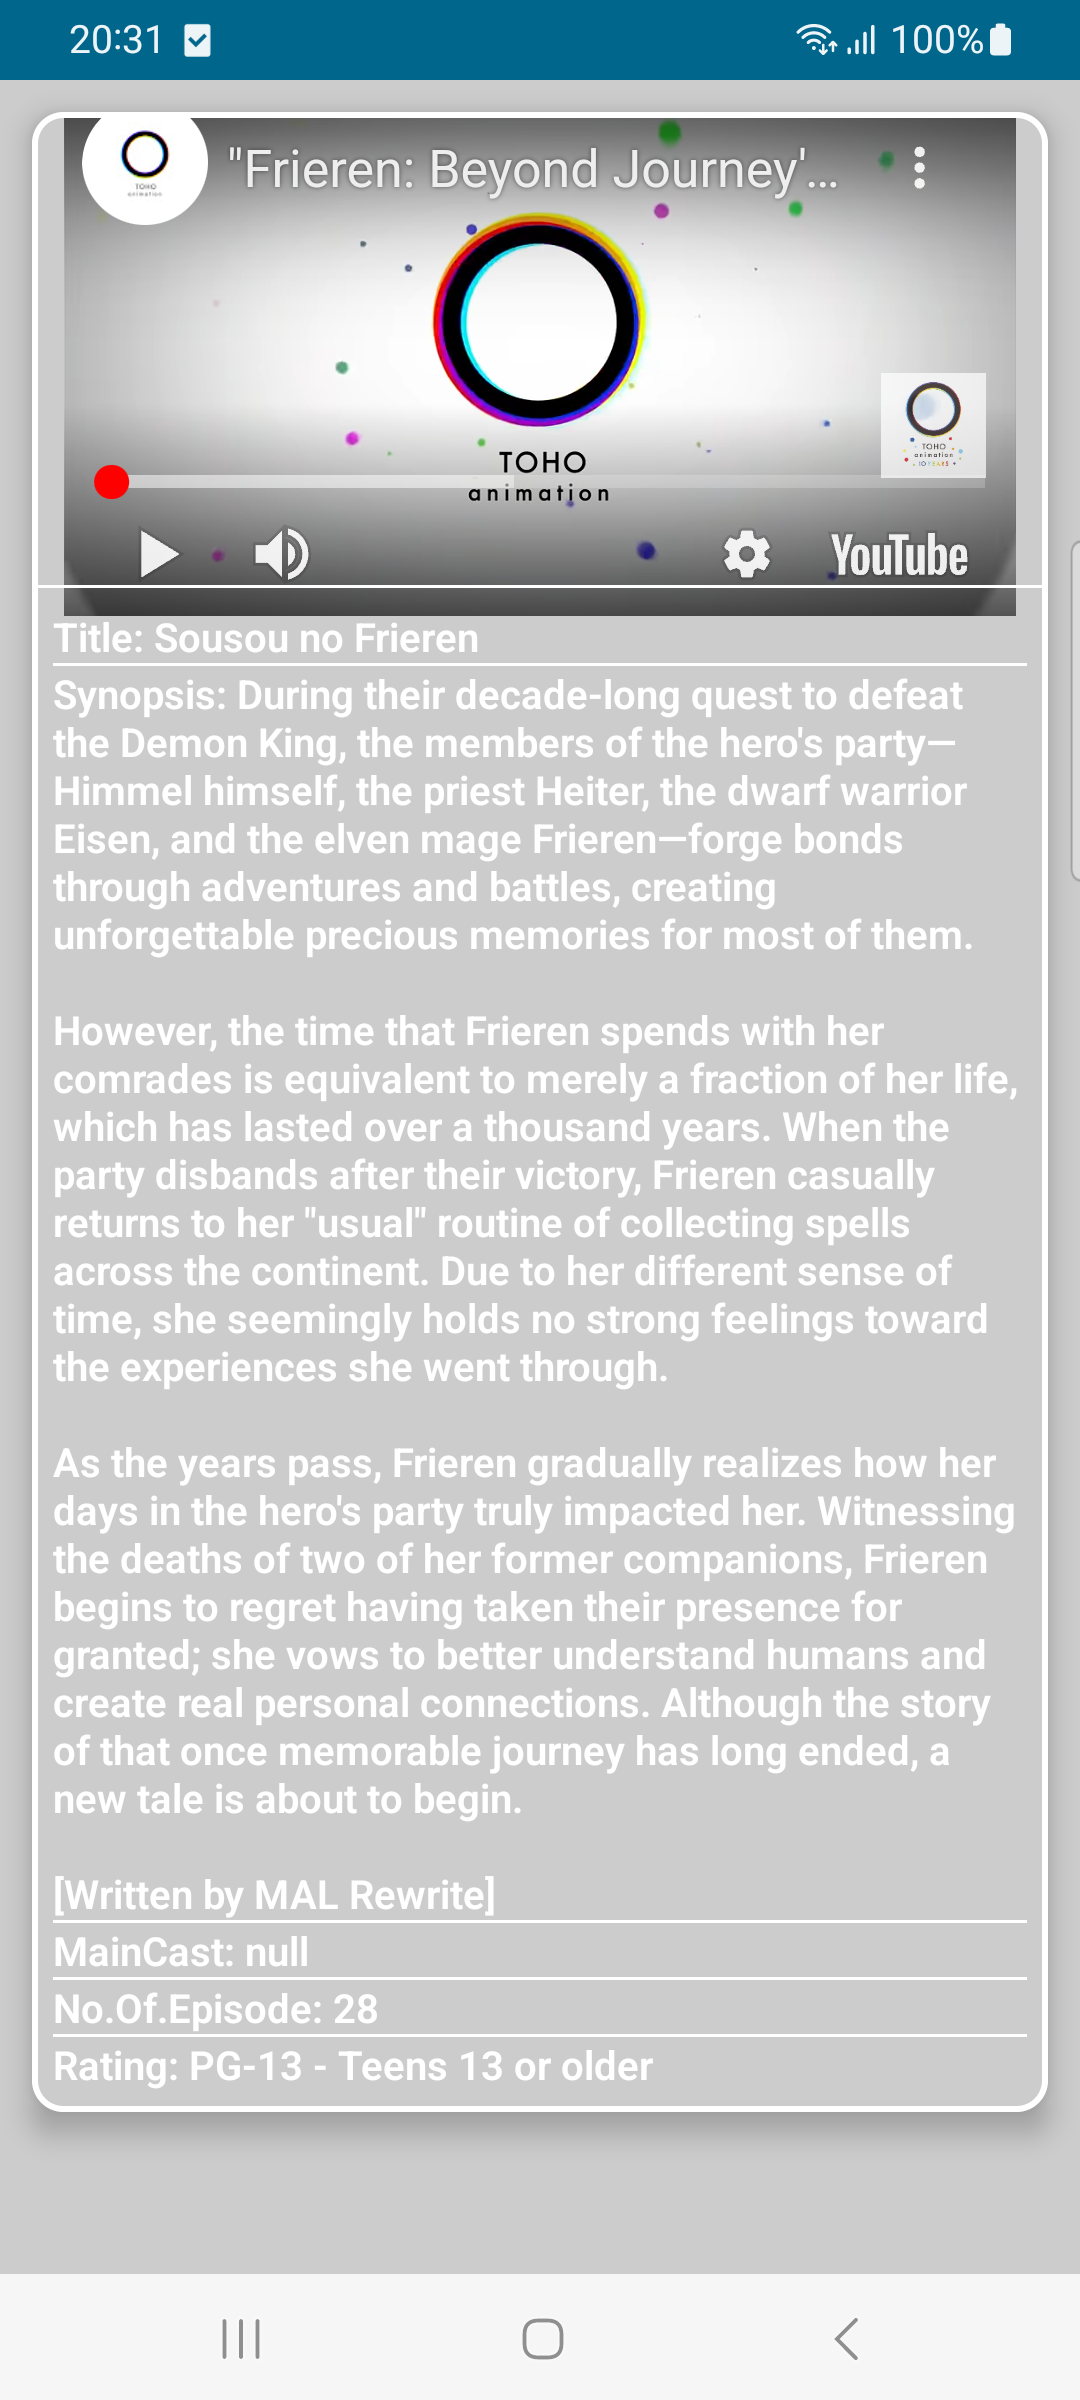 20:31
100%
TOHO
animation
"Frieren: Beyond Journey'...
TOHO
animation
10 YEARS
TOHO
animation
YouTube
Title: Sousou no Frieren
Synopsis: During their decade-long quest to defeat
the Demon King, the members of the hero's party—
Himmel himself, the priest Heiter, the dwarf warrior
Eisen, and the elven mage Frieren—forge bonds
through adventures and battles, creating
unforgettable precious memories for most of them.
However, the time that Frieren spends with her
comrades is equivalent to merely a fraction of her life,
which has lasted over a thousand years. When the
party disbands after their victory, Frieren casually
returns to her "usual" routine of collecting spells
across the continent. Due to her different sense of
time, she seemingly holds no strong feelings toward
the experiences she went through.
As the years pass, Frieren gradually realizes how her
days in the hero's party truly impacted her. Witnessing
the deaths of two of her former companions, Frieren
begins to regret having taken their presence for
granted; she vows to better understand humans and
create real personal connections. Although the story
of that once memorable journey has long ended, a
new tale is about to begin.
[Written by MAL Rewrite]
MainCast: null
No.Of.Episode: 28
Rating: PG-13 - Teens 13 or older